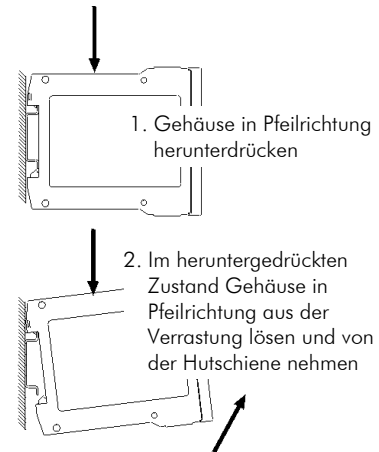 1. Gehäuse in Pfeilrichtung
herunterdrücken
2. Im heruntergedrückten
Zustand Gehäuse in
Pfeilrichtung aus der
Verrastung lösen und von
der Hutschiene nehmen